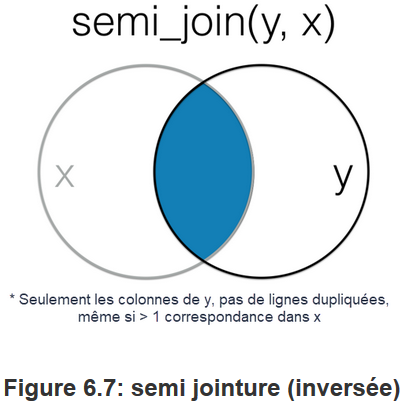 semi_join(y, x)
x
y
* Seulement les colonnes de y, pas de lignes dupliquées,
même si > 1 correspondance dans x
Figure 6.7: semi jointure (inversée)